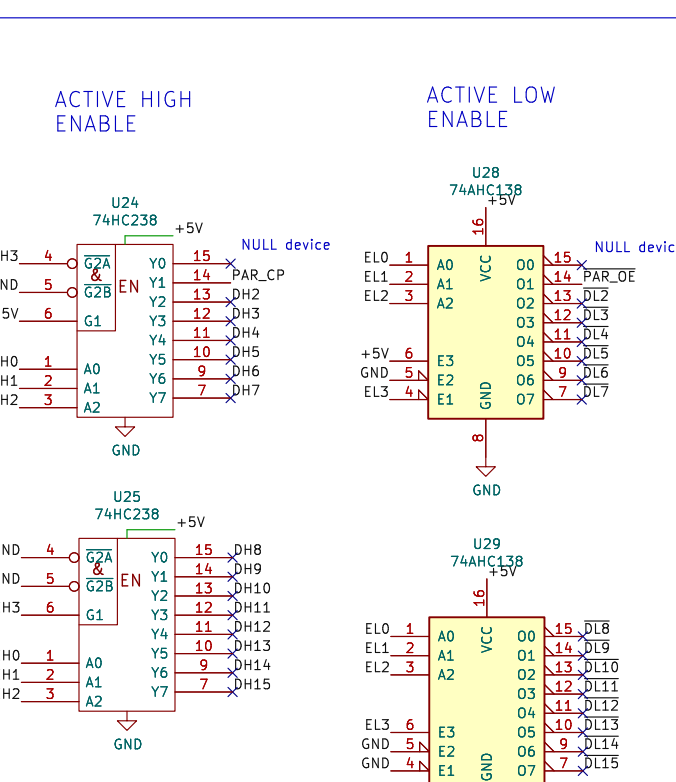 ACTIVE HIGH
ENABLE
ACTIVE LOW
ENABLE
U24
74HC238
+5V
NULL device
H3 4 G2A Y0 15
& EN
ND 5 G2B Y1 14 PAR_CP
Y2 13 DH2
5V 6 G1 Y3 12 DH3
Y4 11 DH4
H0 1 A0 Y5 10 DH5
H1 2 A1 Y6 9 DH6
H2 3 A2 Y7 7 DH7
GND
U28
74AHC138
+5V
16
VCC
NULL devic
EL0 1 A0 O0 15
EL1 2 A1 O1 14 PAR_OE
EL2 3 A2 O2 13 DL2
O3 12 DL3
O4 11 DL4
+5V 6 E3 O5 10 DL5
GND 5 E2 O6 9 DL6
EL3 4 E1 O7 7 DL7
GND
8
GND
U25
74HC238
+5V
ND 4 G2A Y0 15 DH8
& EN
ND 5 G2B Y1 14 DH9
Y2 13 DH10
H3 6 G1 Y3 12 DH11
Y4 11 DH12
H0 1 A0 Y5 10 DH13
H1 2 A1 Y6 9 DH14
H2 3 A2 Y7 7 DH15
GND
U29
74AHC138
+5V
16
VCC
EL0 1 A0 O0 15 DL8
EL1 2 A1 O1 14 DL9
EL2 3 A2 O2 13 DL10
O3 12 DL11
O4 11 DL12
EL3 6 E3 O5 10 DL13
GND 5 E2 O6 9 DL14
GND 4 E1 O7 7 DL15
GND